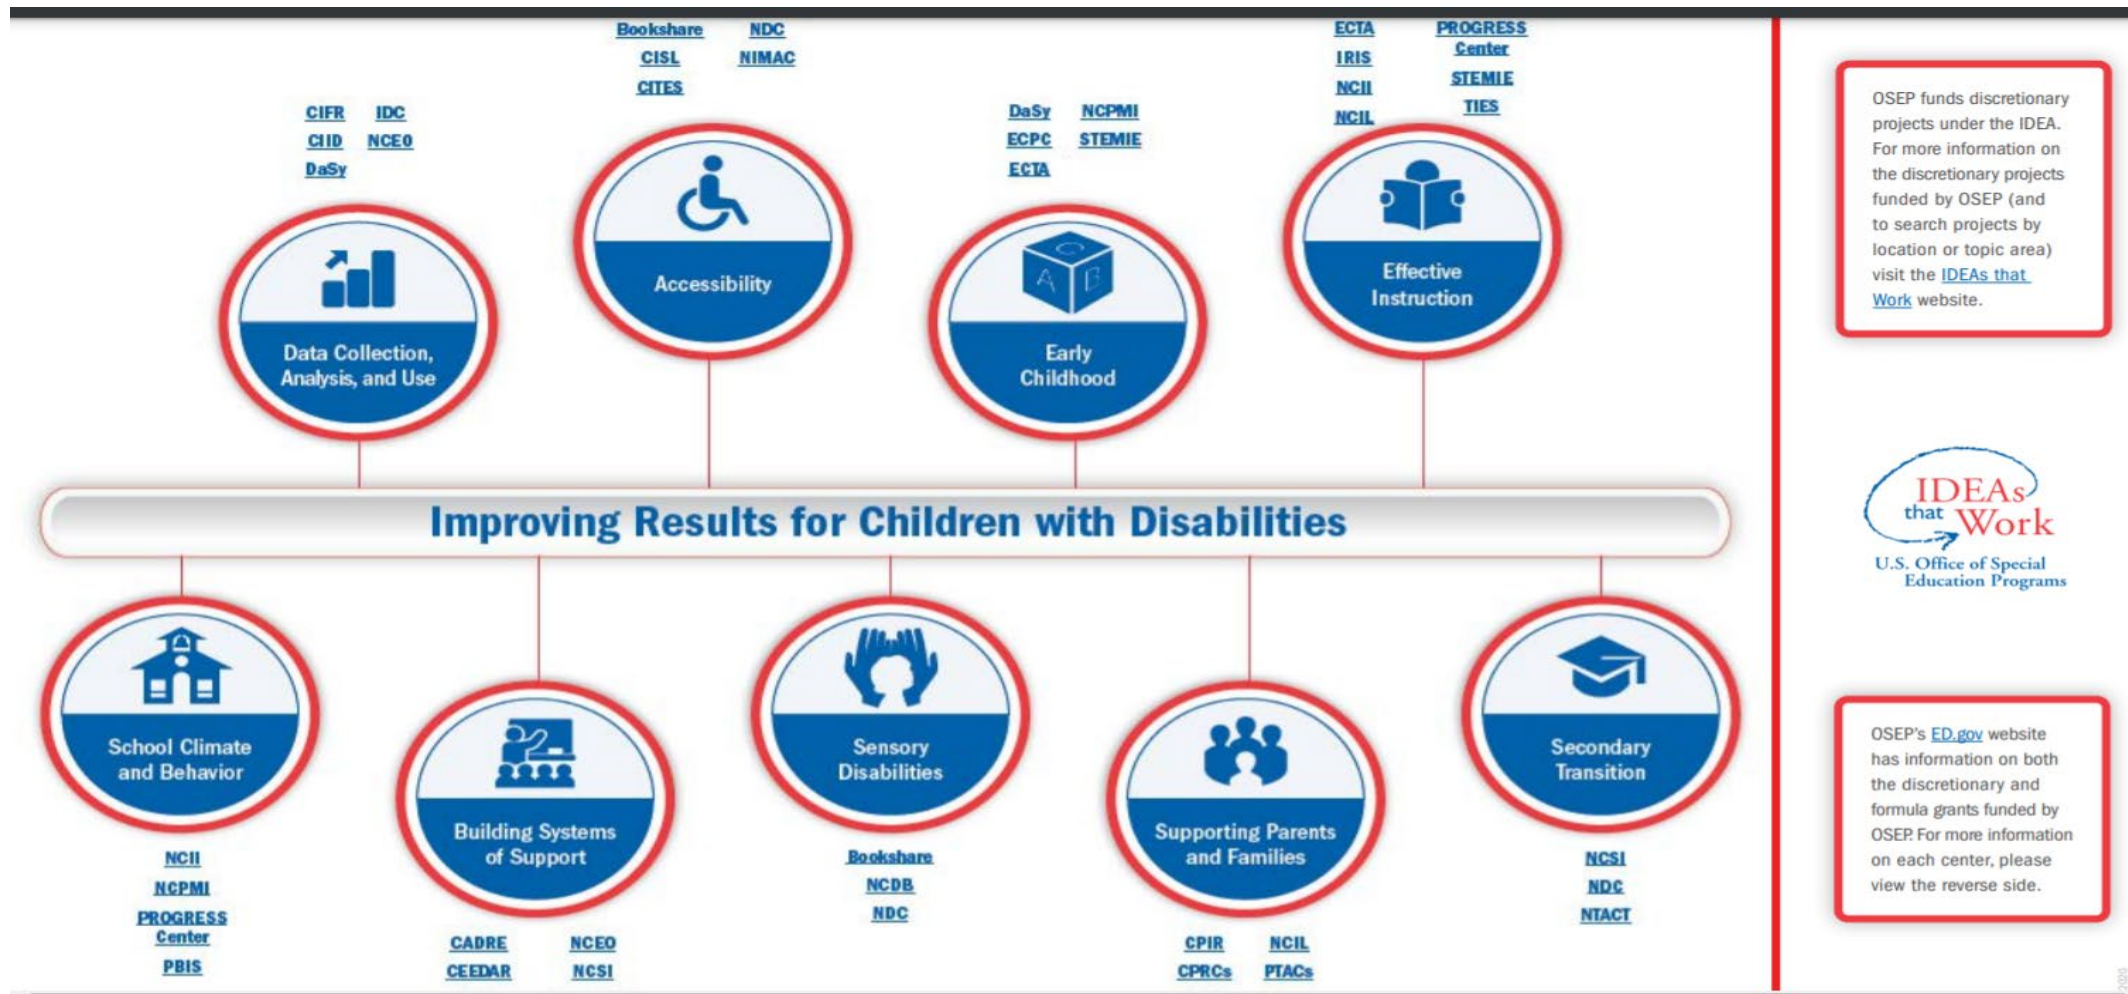 Bookshare NDC
CISL NIMAC
CITES
ECTA PROGRESS
Center
IRIS
NCII STEMIE
NCIL TIES
CIFR IDC
CIID NCEO
DaSy
DaSy NCPMI
ECPC STEMIE
ECTA
Data Collection,
Analysis, and Use
Accessibility
A B C
Early
Childhood
Effective
Instruction
Improving Results for Children with Disabilities
School Climate
and Behavior
NCII
NCPMI
PROGRESS
Center
PBIS
Building Systems
of Support
CADRE NCEO
CEEDAR NCSI
Sensory
Disabilities
Bookshare
NCDB
NDC
Supporting Parents
and Families
CPIR NCIL
CPRCs PTACs
Secondary
Transition
NCSI
NDC
NTACT
OSEP funds discretionary
projects under the IDEA.
For more information on
the discretionary projects
funded by OSEP (and
to search projects by
location or topic area)
visit the IDEAs that
Work website.
IDEAs
that Work
U.S. Office of Special
Education Programs
OSEP's ED.gov website
has information on both
the discretionary and
formula grants funded by
OSEP. For more information
on each center, please
view the reverse side.